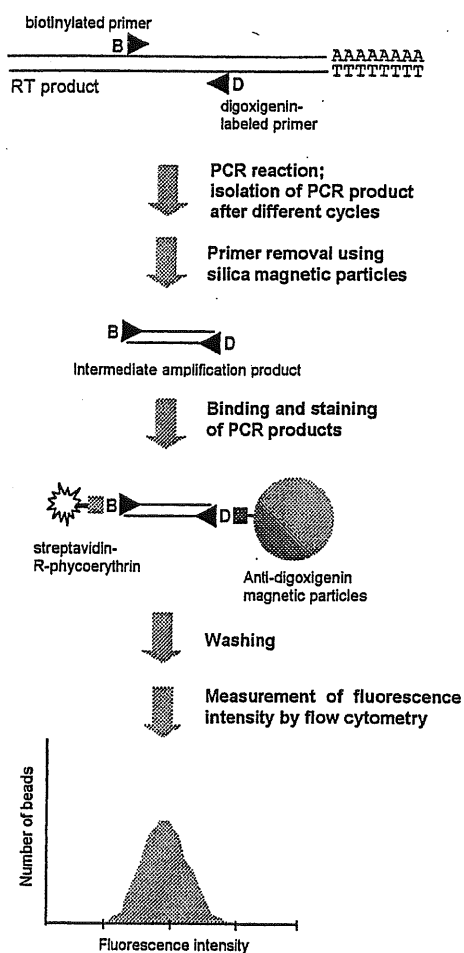 biotinylated primer
B
AAAAAAAA
TTTTTTTT
RT product
D
digoxigenin-
labeled primer
PCR reaction;
isolation of PCR product
after different cycles
Primer removal using
silica magnetic particles
B
D
Intermediate amplification product
Binding and staining
of PCR products
B
D
streptavidin-
R-phycoerythrin
Anti-digoxigenin
magnetic particles
Washing
Measurement of fluorescence
intensity by flow cytometry
Number of beads
Fluorescence intensity